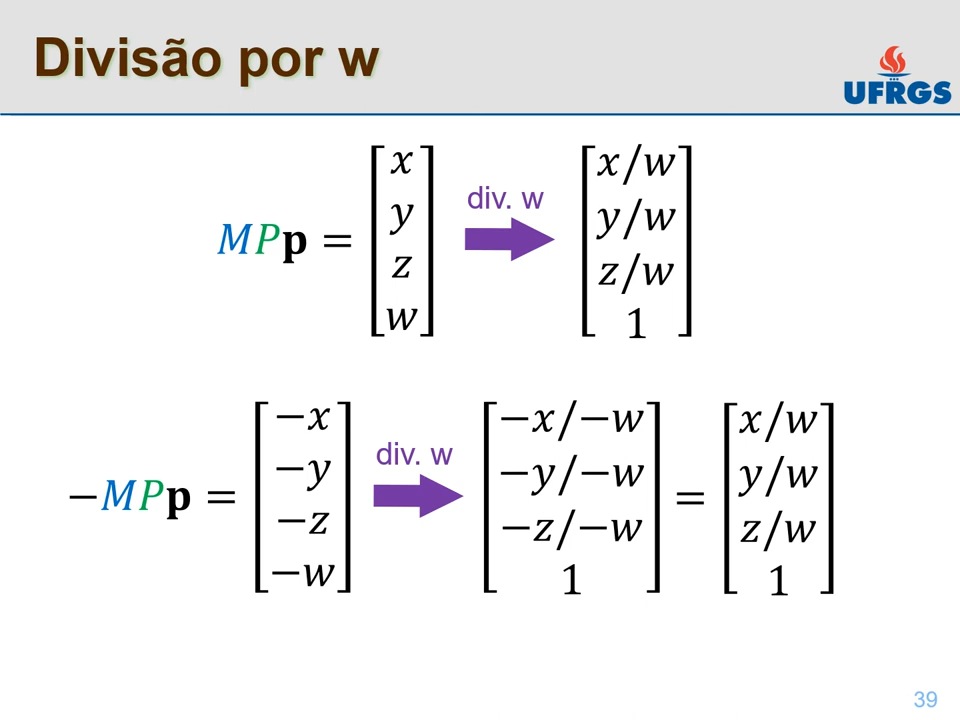 Divisão por w
UFRGS
MPp = [x y z w] div. w [x/w y/w z/w 1]
−MPp = [−x −y −z −w] div. w [−x/−w −y/−w −z/−w 1] = [x/w y/w z/w 1]
39